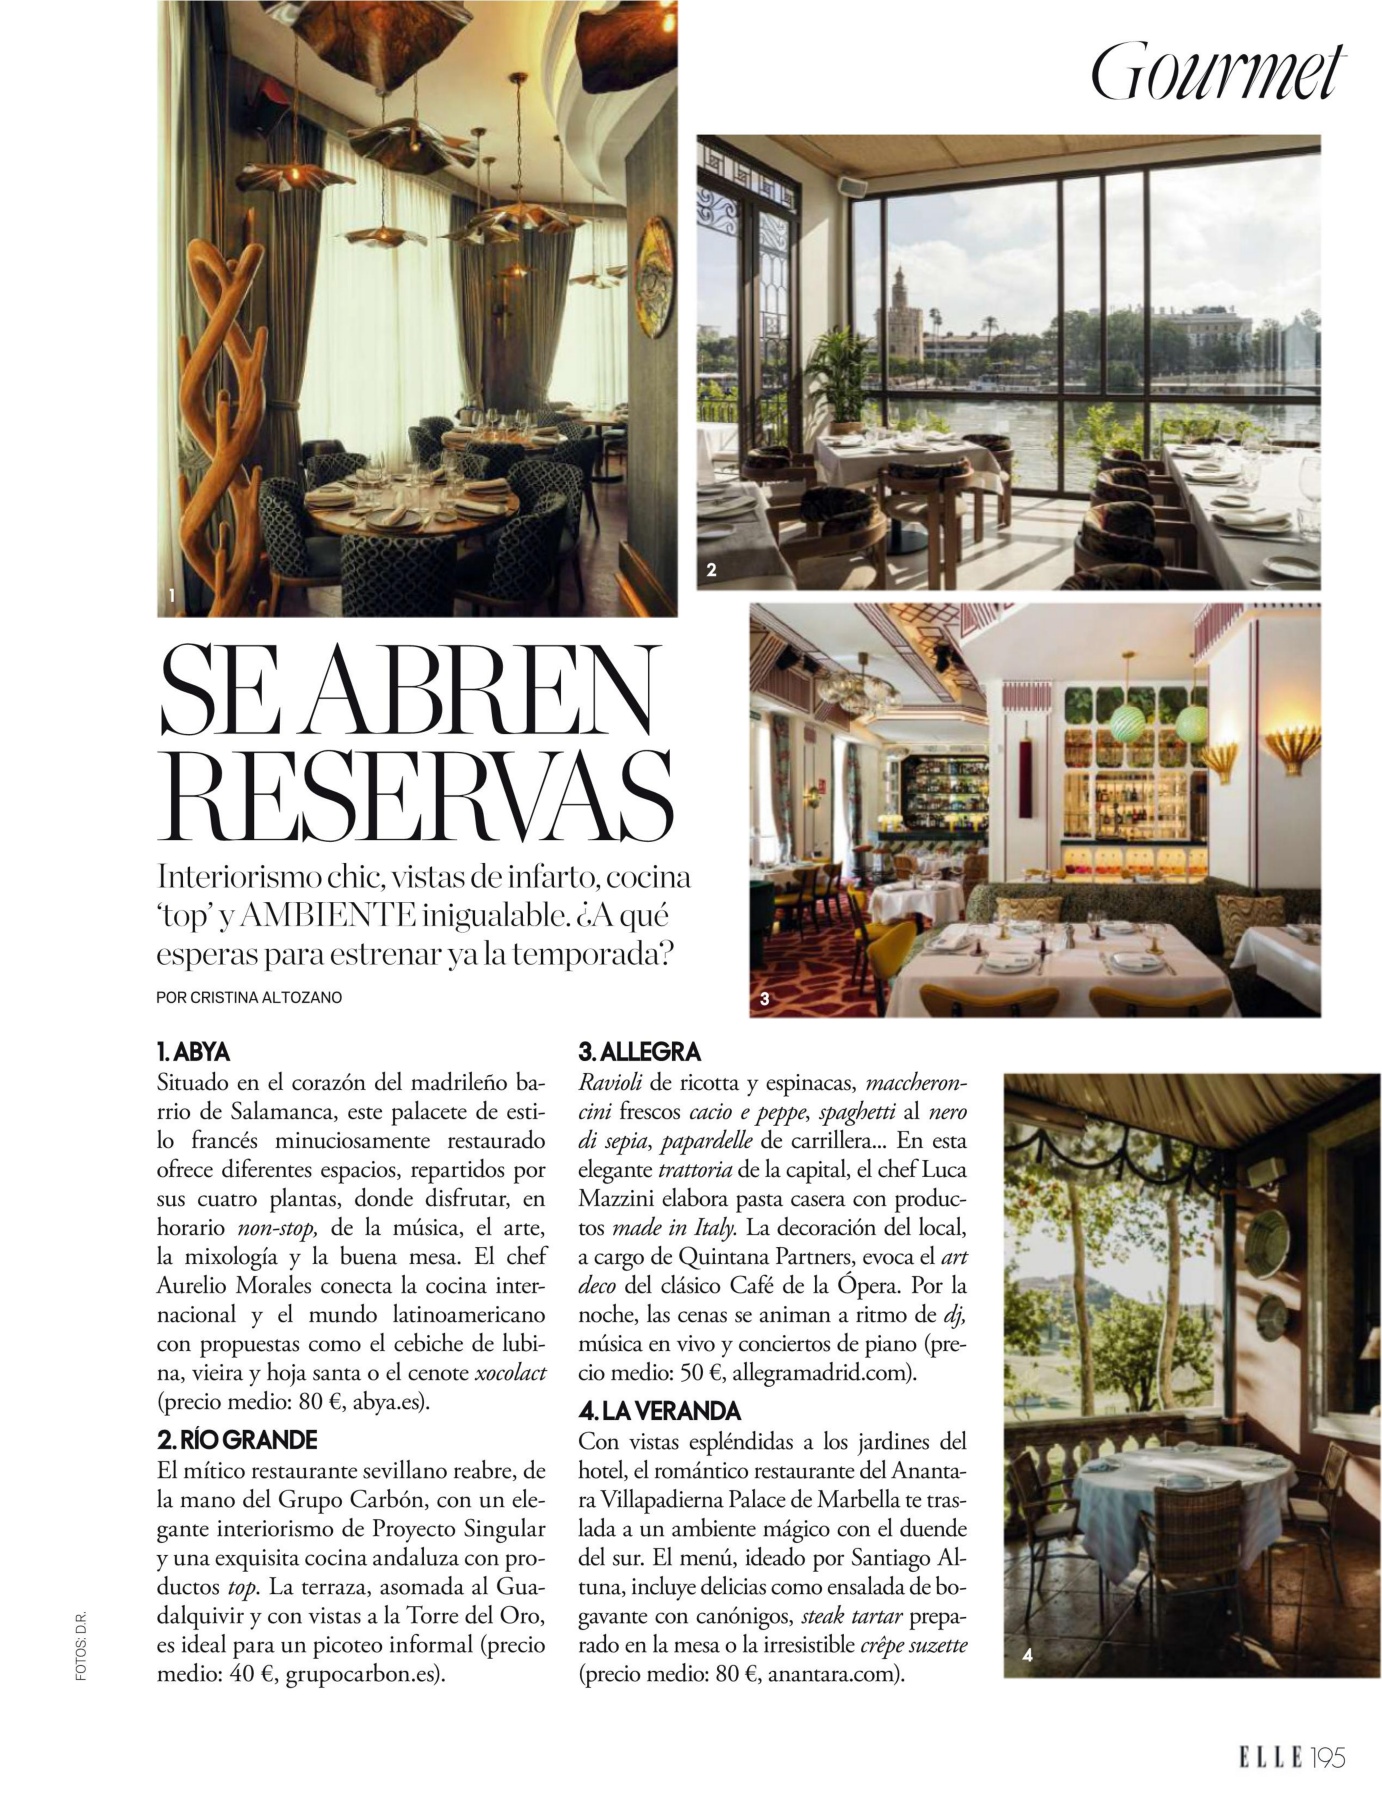 Gourmet
1
2
3
SE ABREN
RESERVAS
Interiorismo chic, vistas de infarto, cocina
‘top’ y AMBIENTE inigualable. ¿A qué
esperas para estrenar ya la temporada?
POR CRISTINA ALTOZANO
1. ABYA
Situado en el corazón del madrileño ba-
rrio de Salamanca, este palacete de esti-
lo francés minuciosamente restaurado
ofrece diferentes espacios, repartidos por
sus cuatro plantas, donde disfrutar, en
horario non-stop, de la música, el arte,
la mixología y la buena mesa. El chef
Aurelio Morales conecta la cocina inter-
nacional y el mundo latinoamericano
con propuestas como el cebiche de lubi-
na, vieira y hoja santa o el cenote xocolact
(precio medio: 80 €, abya.es).
2. RÍO GRANDE
El mítico restaurante sevillano reabre, de
la mano del Grupo Carbón, con un ele-
gante interiorismo de Proyecto Singular
y una exquisita cocina andaluza con pro-
ductos top. La terraza, asomada al Gua-
dalquivir y con vistas a la Torre del Oro,
es ideal para un picoteo informal (precio
medio: 40 €, grupocarbon.es).
3. ALLEGRA
Ravioli de ricotta y espinacas, maccheron-
cini frescos cacio e peppe, spaghetti al nero
di sepia, papardelle de carrillera... En esta
elegante trattoria de la capital, el chef Luca
Mazzini elabora pasta casera con produc-
tos made in Italy. La decoración del local,
a cargo de Quintana Partners, evoca el art
deco del clásico Café de la Ópera. Por la
noche, las cenas se animan a ritmo de dj,
música en vivo y conciertos de piano (pre-
cio medio: 50 €, allegramadrid.com).
4. LA VERANDA
Con vistas espléndidas a los jardines del
hotel, el romántico restaurante del Ananta-
ra Villapadierna Palace de Marbella te tras-
lada a un ambiente mágico con el duende
del sur. El menú, ideado por Santiago Al-
tuna, incluye delicias como ensalada de bo-
gavante con canónigos, steak tartar prepa-
rado en la mesa o la irresistible crêpe suzette
(precio medio: 80 €, anantara.com).
4
FOTOS: D.R.
ELLE 195